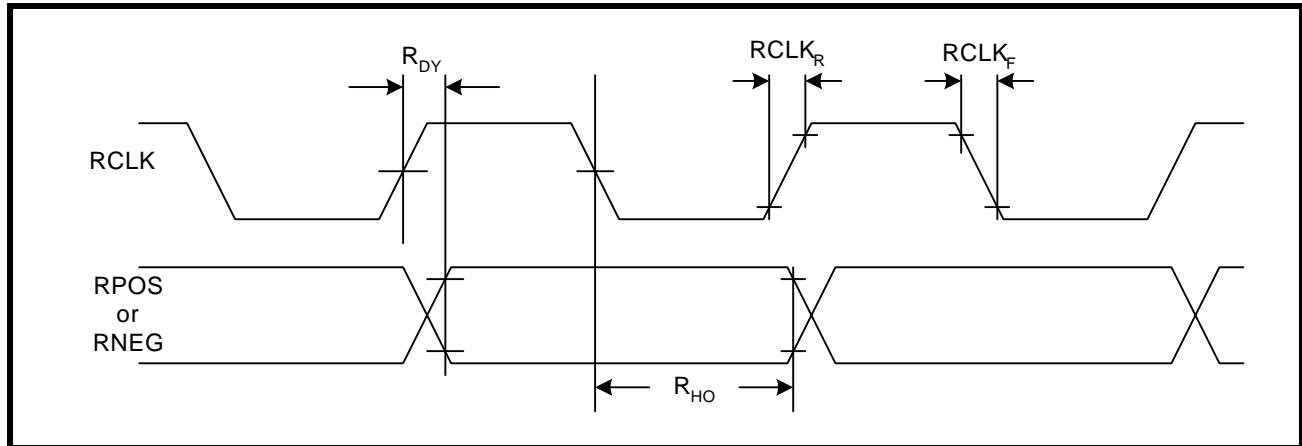 R_DY
RCLK_R
RCLK_F
RCLK
RPOS
or
RNEG
R_HO